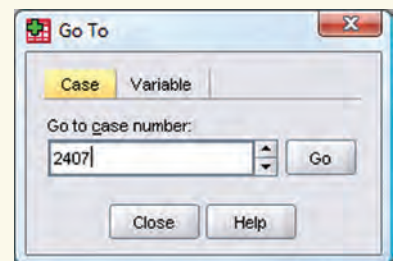 Go To
Case Variable
Go to case number:
2407 Go
Close Help